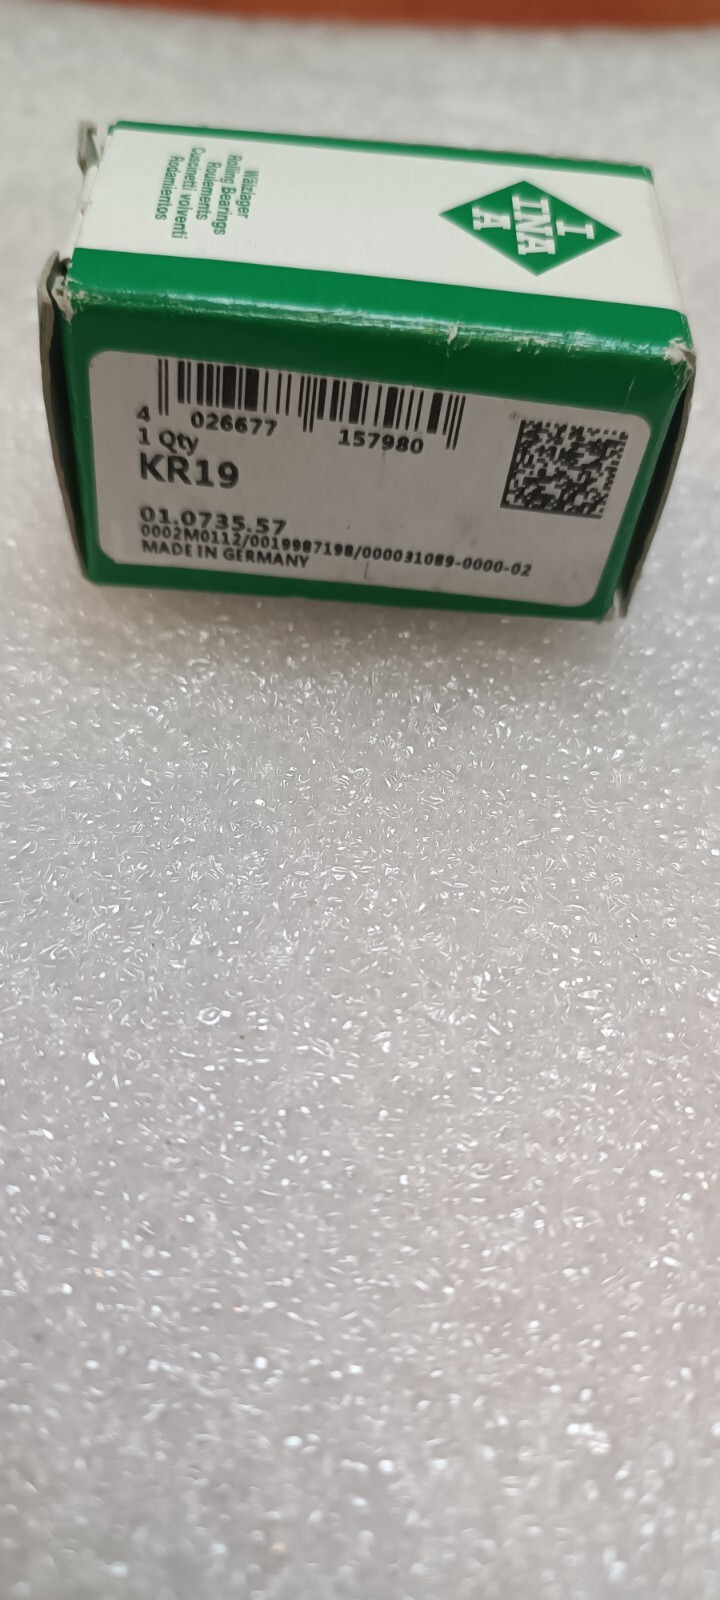 Wälzlager
Rolling Bearings
Roulements
Cuscinetti volventi
Rodamientos
I
INA
A
4 026677 157980
1 Qty
KR19
01.0735.57
0002M0112/0019987198/000031089-0000-02
MADE IN GERMANY